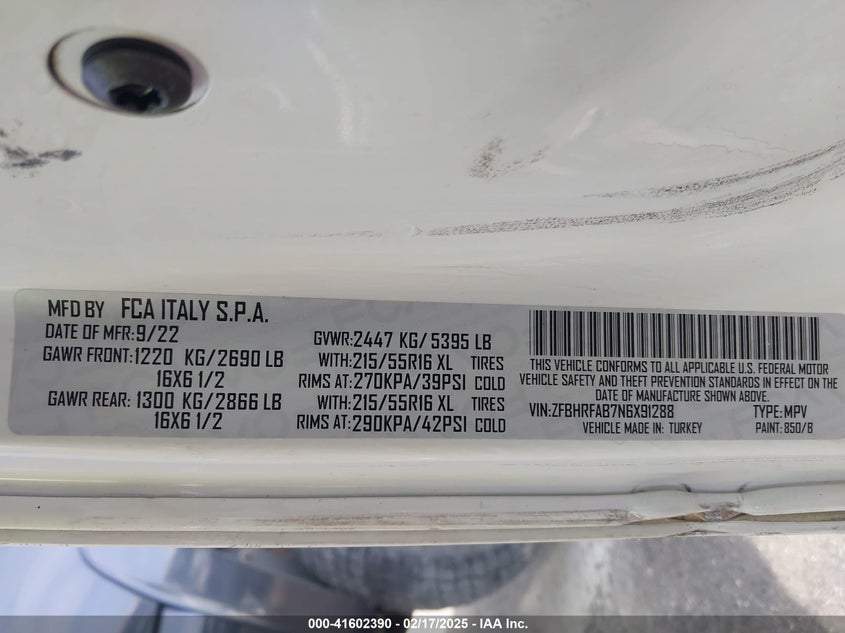 MFD BY FCA ITALY S.P.A.
DATE OF MFR:9/22
GAWR FRONT:1220 KG/2690 LB
16X6 1/2
GAWR REAR:1300 KG/2866 LB
16X6 1/2
GVWR:2447 KG/5395 LB
WITH:215/55R16 XL TIRES
RIMS AT:270KPA/39PSI COLD
WITH:215/55R16 XL TIRES
RIMS AT:290KPA/42PSI COLD
THIS VEHICLE CONFORMS TO ALL APPLICABLE U.S. FEDERAL MOTOR
VEHICLE SAFETY AND THEFT PREVENTION STANDARDS IN EFFECT ON THE
DATE OF MANUFACTURE SHOWN ABOVE.
VIN:ZFBHRFAB7N6X91288 TYPE:MPV
VEHICLE MADE IN: TURKEY PAINT:850/B
000-41602390 - 02/17/2025 - IAA Inc.